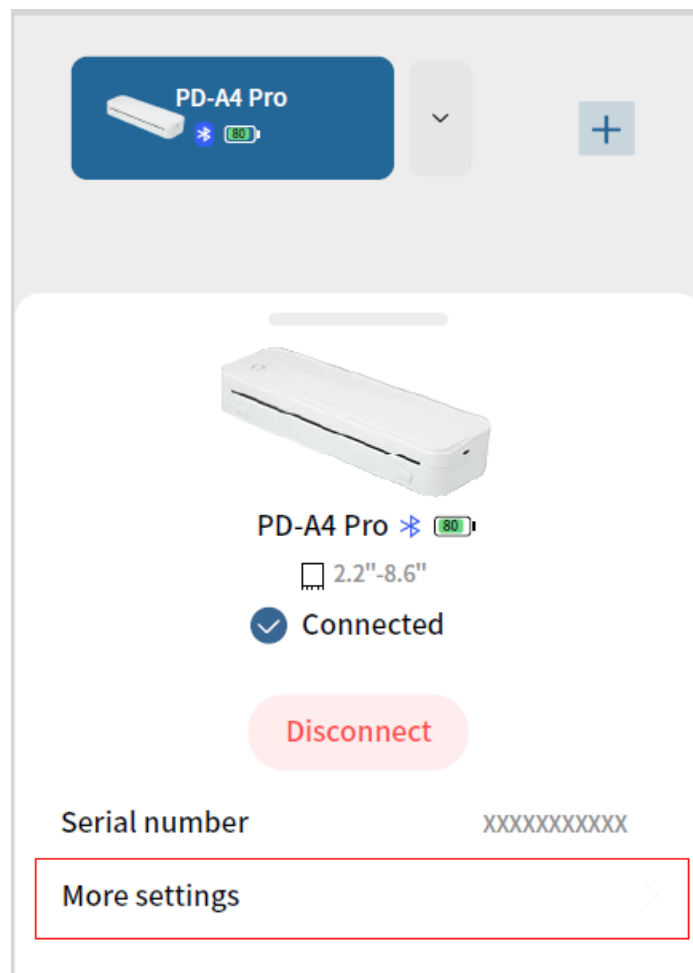 PD-A4 Pro
80
PD-A4 Pro 80
2.2"-8.6"
Connected
Disconnect
Serial number XXXXXXXXXXX
More settings